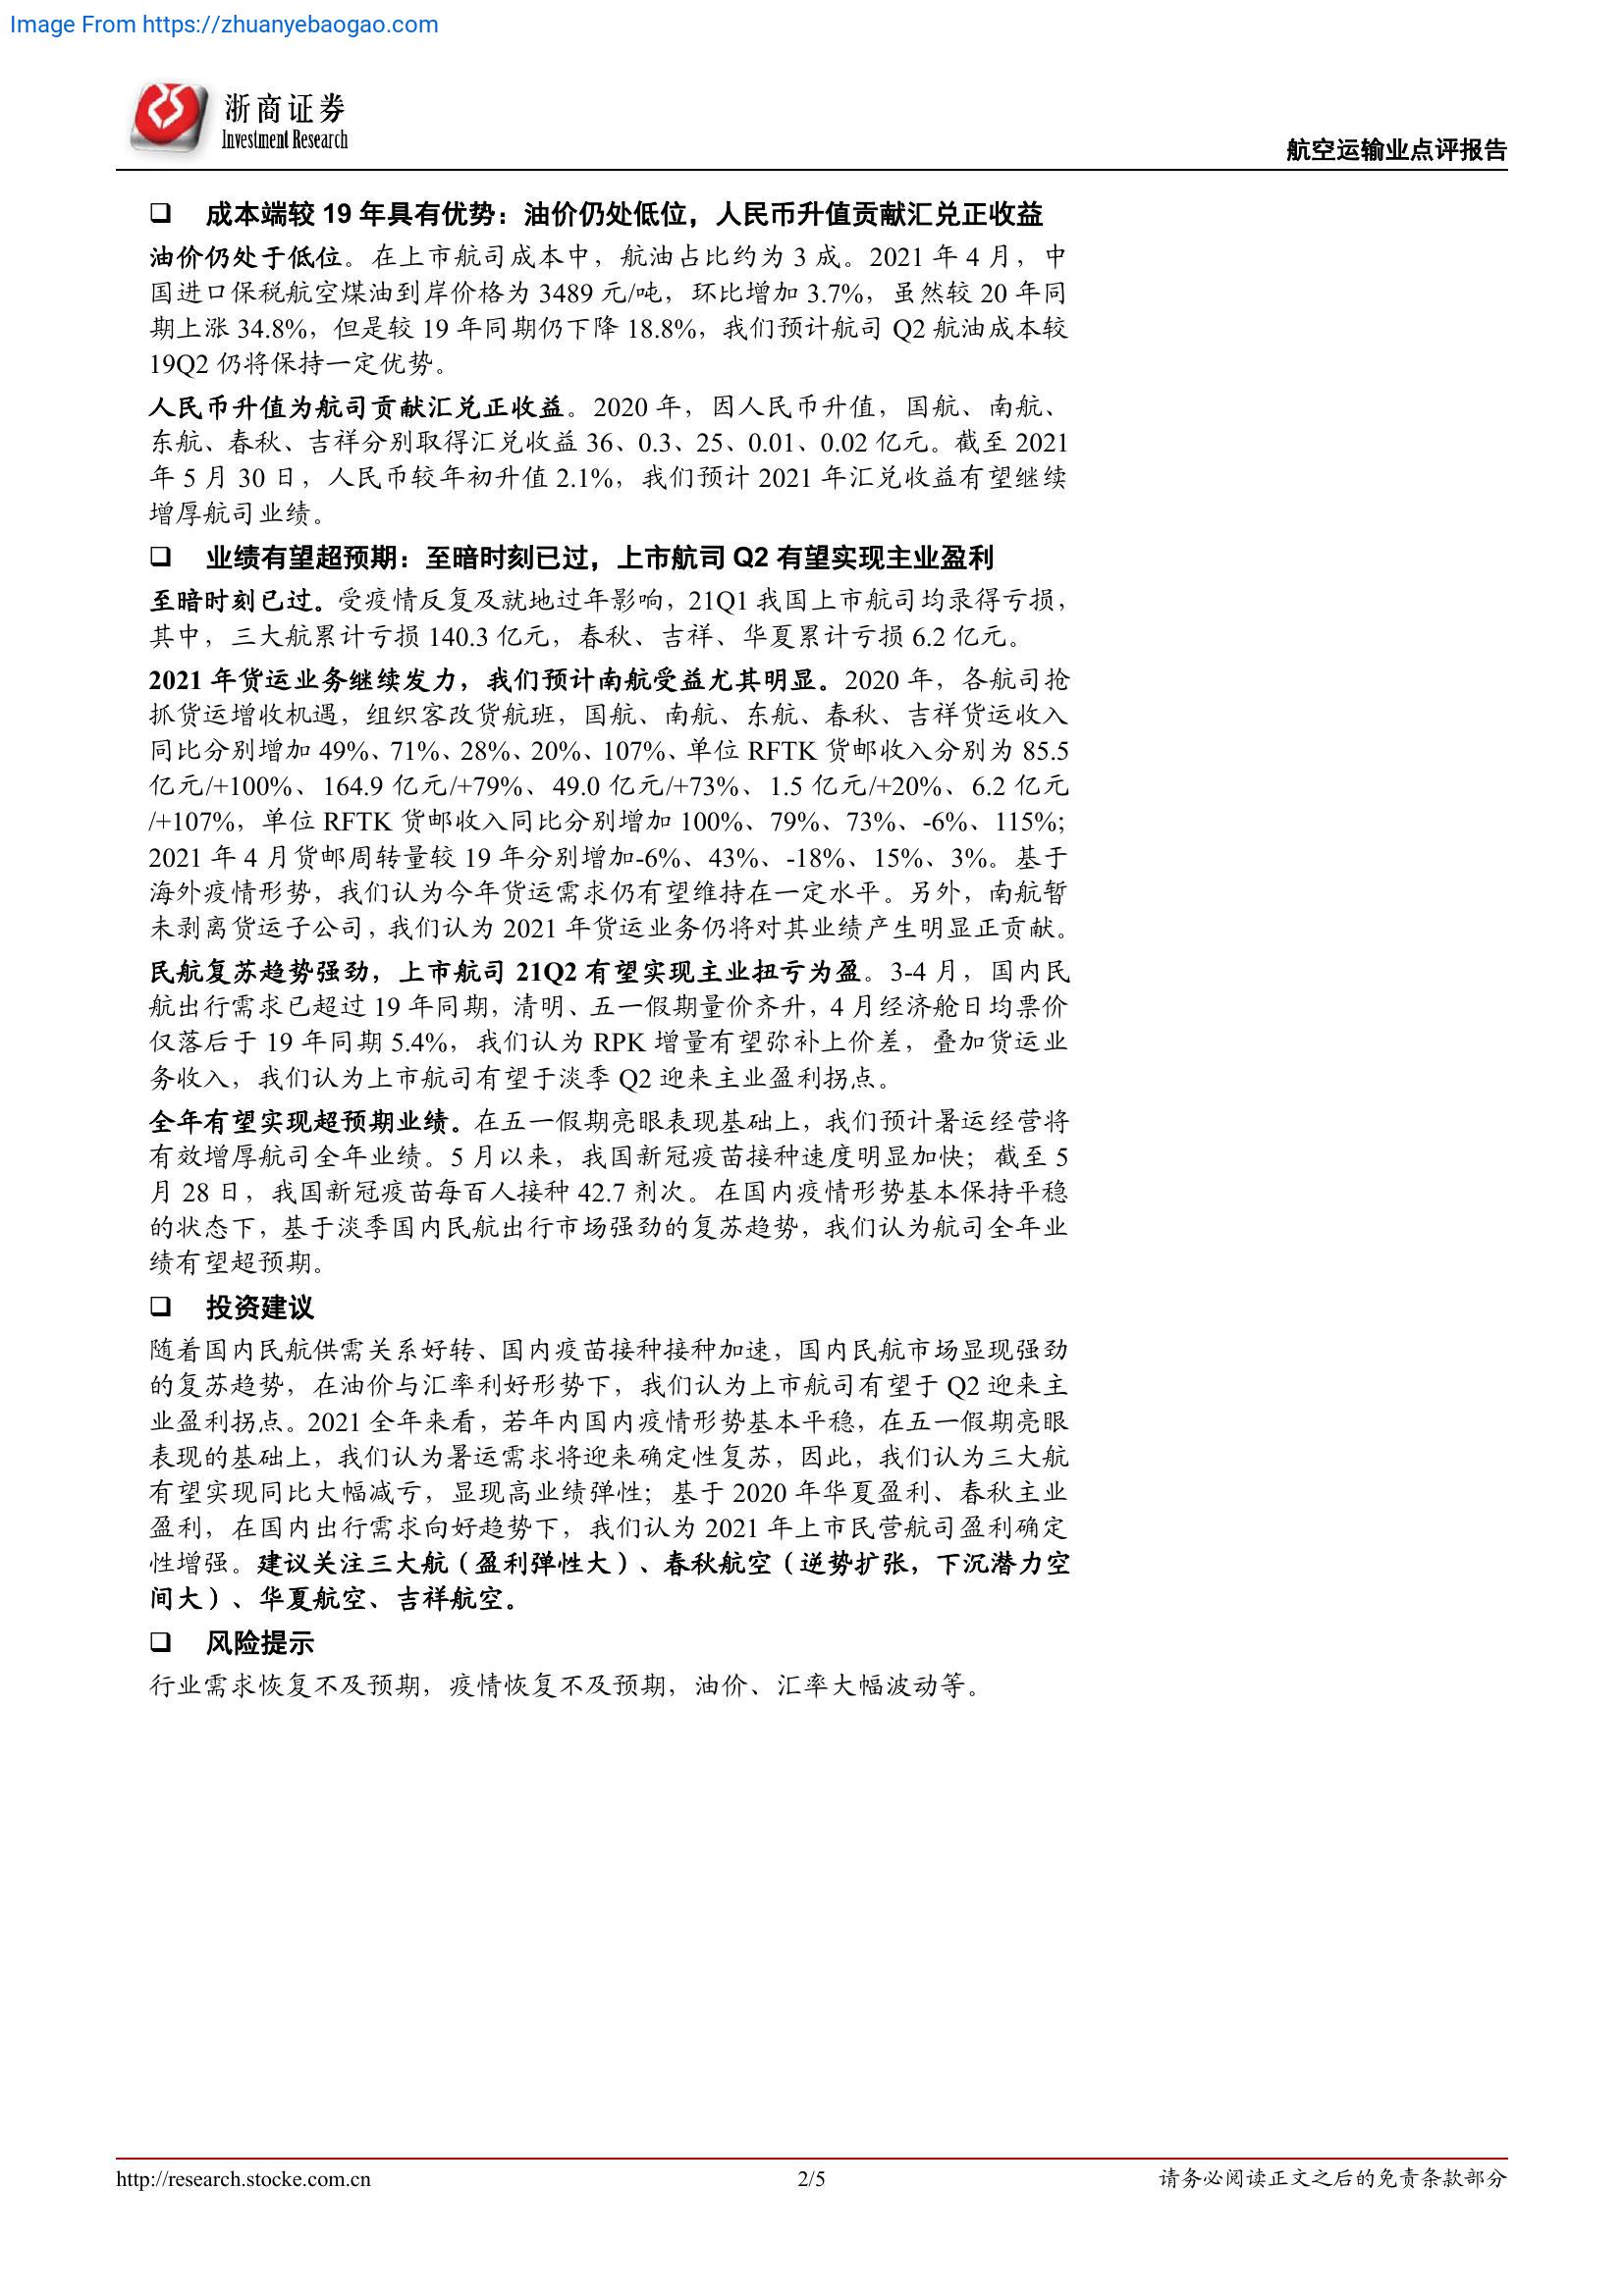 Image From https://zhuanyebaogao.com
浙商证券
Investment Research
航空运输业点评报告
❑ 成本端较 19 年具有优势：油价仍处低位，人民币升值贡献汇兑正收益
油价仍处于低位。在上市航司成本中，航油占比约为 3 成。2021 年 4 月，中
国进口保税航空煤油到岸价格为 3489 元/吨，环比增加 3.7%，虽然较 20 年同
期上涨 34.8%，但是较 19 年同期仍下降 18.8%，我们预计航司 Q2 航油成本较
19Q2 仍将保持一定优势。
人民币升值为航司贡献汇兑正收益。2020 年，因人民币升值，国航、南航、
东航、春秋、吉祥分别取得汇兑收益 36、0.3、25、0.01、0.02 亿元。截至 2021
年 5 月 30 日，人民币较年初升值 2.1%，我们预计 2021 年汇兑收益有望继续
增厚航司业绩。
❑ 业绩有望超预期：至暗时刻已过，上市航司 Q2 有望实现主业盈利
至暗时刻已过。受疫情反复及就地过年影响，21Q1 我国上市航司均录得亏损，
其中，三大航累计亏损 140.3 亿元，春秋、吉祥、华夏累计亏损 6.2 亿元。
2021 年货运业务继续发力，我们预计南航受益尤其明显。2020 年，各航司抢
抓货运增收机遇，组织客改货航班，国航、南航、东航、春秋、吉祥货运收入
同比分别增加 49%、71%、28%、20%、107%、单位 RFTK 货邮收入分别为 85.5
亿元/+100%、164.9 亿元/+79%、49.0 亿元/+73%、1.5 亿元/+20%、6.2 亿元
/+107%，单位 RFTK 货邮收入同比分别增加 100%、79%、73%、-6%、115%；
2021 年 4 月货邮周转量较 19 年分别增加-6%、43%、-18%、15%、3%。基于
海外疫情形势，我们认为今年货运需求仍有望维持在一定水平。另外，南航暂
未剥离货运子公司，我们认为 2021 年货运业务仍将对其业绩产生明显正贡献。
民航复苏趋势强劲，上市航司 21Q2 有望实现主业扭亏为盈。3-4 月，国内民
航出行需求已超过 19 年同期，清明、五一假期量价齐升，4 月经济舱日均票价
仅落后于 19 年同期 5.4%，我们认为 RPK 增量有望弥补上价差，叠加货运业
务收入，我们认为上市航司有望于淡季 Q2 迎来主业盈利拐点。
全年有望实现超预期业绩。在五一假期亮眼表现基础上，我们预计暑运经营将
有效增厚航司全年业绩。5 月以来，我国新冠疫苗接种速度明显加快；截至 5
月 28 日，我国新冠疫苗每百人接种 42.7 剂次。在国内疫情形势基本保持平稳
的状态下，基于淡季国内民航出行市场强劲的复苏趋势，我们认为航司全年业
绩有望超预期。
❑ 投资建议
随着国内民航供需关系好转、国内疫苗接种接种加速，国内民航市场显现强劲
的复苏趋势，在油价与汇率利好形势下，我们认为上市航司有望于 Q2 迎来主
业盈利拐点。2021 全年来看，若年内国内疫情形势基本平稳，在五一假期亮眼
表现的基础上，我们认为暑运需求将迎来确定性复苏，因此，我们认为三大航
有望实现同比大幅减亏，显现高业绩弹性；基于 2020 年华夏盈利、春秋主业
盈利，在国内出行需求向好趋势下，我们认为 2021 年上市民营航司盈利确定
性增强。建议关注三大航（盈利弹性大）、春秋航空（逆势扩张，下沉潜力空
间大）、华夏航空、吉祥航空。
❑ 风险提示
行业需求恢复不及预期，疫情恢复不及预期，油价、汇率大幅波动等。
http://research.stocke.com.cn
2/5
请务必阅读正文之后的免责条款部分